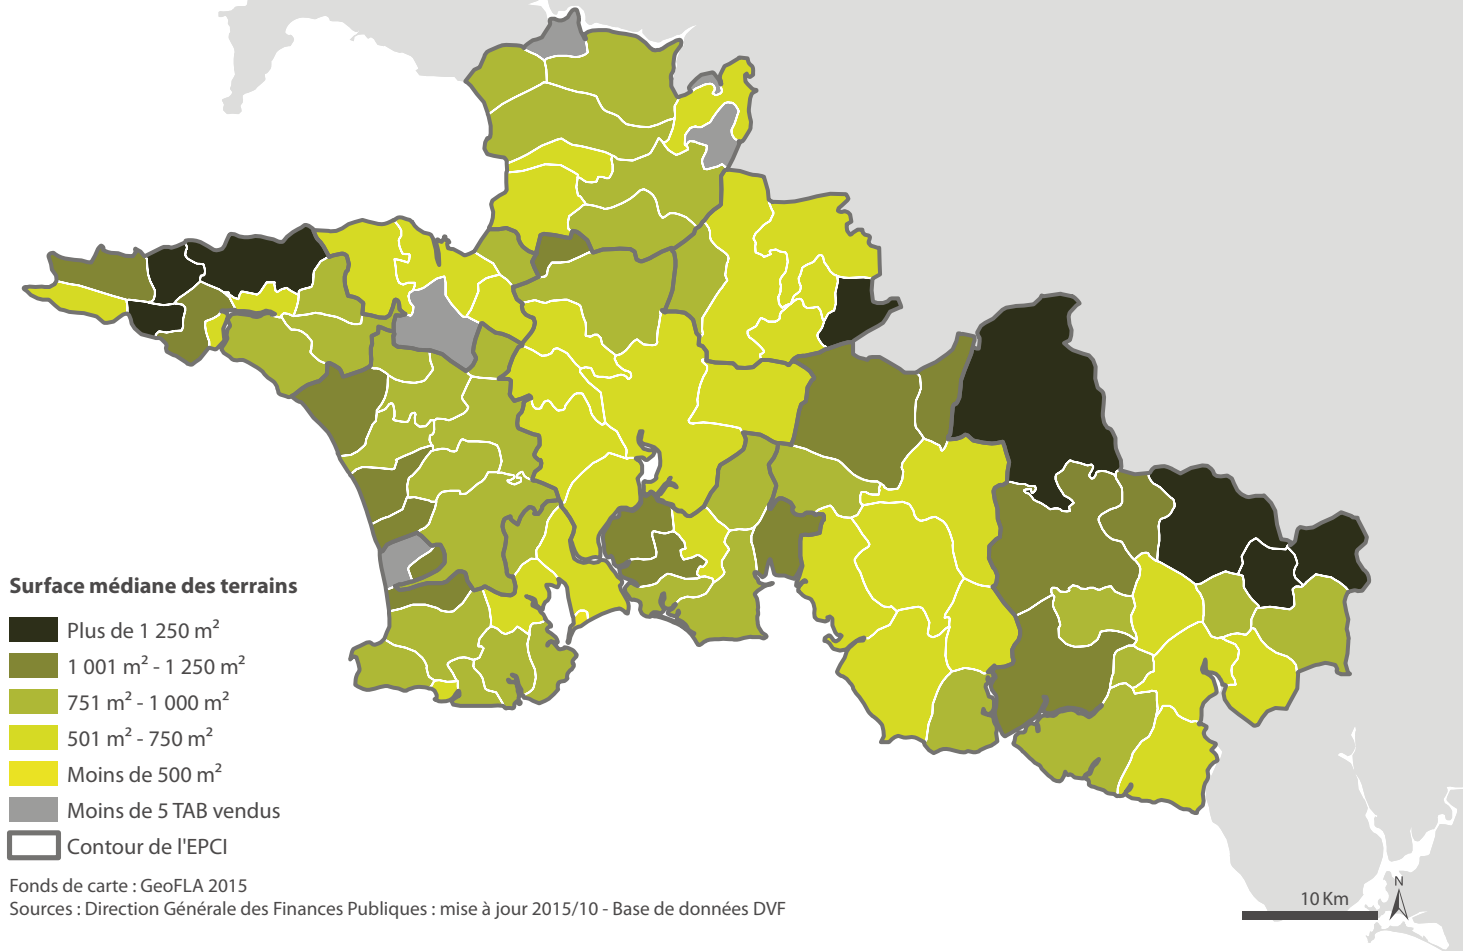 Surface médiane des terrains
Plus de 1 250 m²
1 001 m² - 1 250 m²
751 m² - 1 000 m²
501 m² - 750 m²
Moins de 500 m²
Moins de 5 TAB vendus
Contour de l'EPCI
Fonds de carte : GeoFLA 2015
Sources : Direction Générale des Finances Publiques : mise à jour 2015/10 - Base de données DVF
10 Km
N